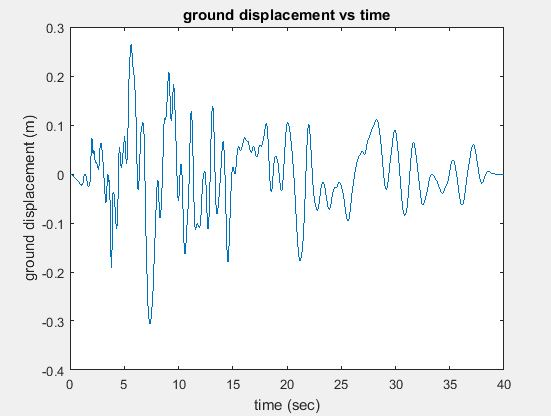 ground displacement vs time
0.3
0.2
0.1
0
-0.1
-0.2
-0.3
-0.4
ground displacement (m)
0 5 10 15 20 25 30 35 40
time (sec)